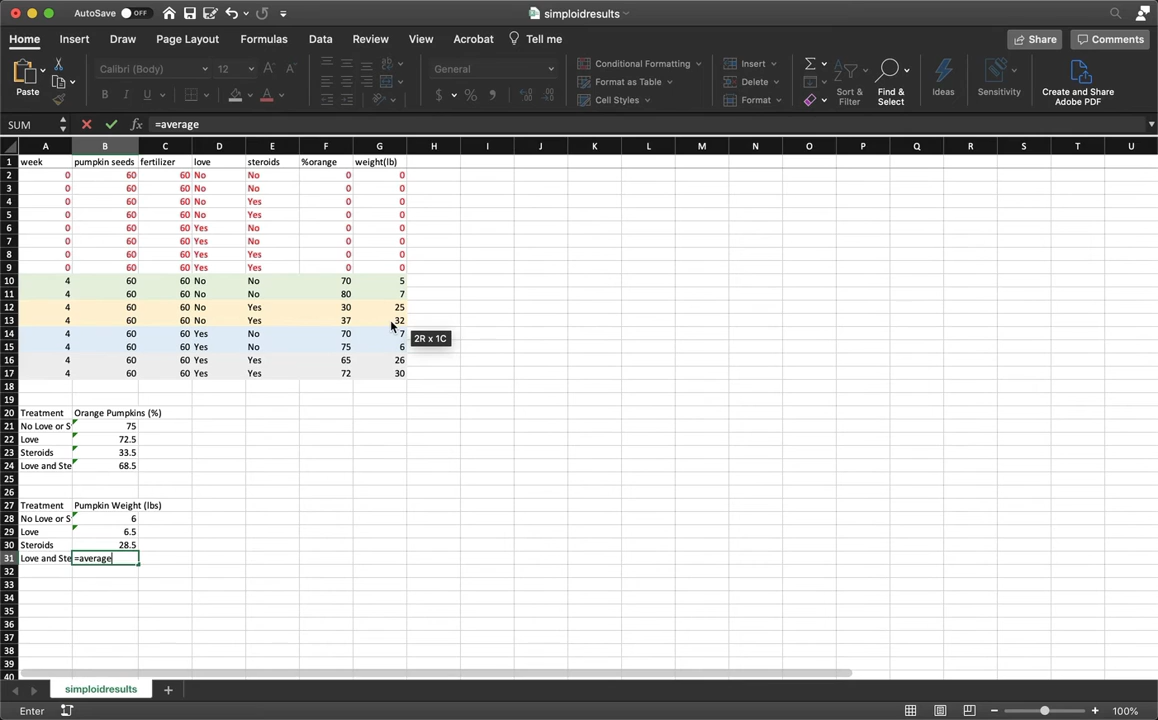 AutoSave OFF simploidresults
Home Insert Draw Page Layout Formulas Data Review View Acrobat Tell me Share Comments
Paste Calibri (Body) 12 General Conditional Formatting Format as Table Cell Styles Insert Delete Format Sort & Filter Find & Select Ideas Sensitivity Create and Share Adobe PDF
SUM fx =average
A B C D E F G H I J K L M N O P Q R S T U
1 week pumpkin seeds fertilizer love steroids %orange weight(lb)
2 0 60 60 No No 0 0
3 0 60 60 No No 0 0
4 0 60 60 No Yes 0 0
5 0 60 60 No Yes 0 0
6 0 60 60 Yes No 0 0
7 0 60 60 Yes No 0 0
8 0 60 60 Yes Yes 0 0
9 0 60 60 Yes Yes 0 0
10 4 60 60 No No 70 5
11 4 60 60 No No 80 7
12 4 60 60 No Yes 30 25
13 4 60 60 No Yes 37 32
14 4 60 60 Yes No 70 7 2R x 1C
15 4 60 60 Yes No 75 6
16 4 60 60 Yes Yes 65 26
17 4 60 60 Yes Yes 72 30
18
19
20 Treatment Orange Pumpkins (%)
21 No Love or S 75
22 Love 72.5
23 Steroids 33.5
24 Love and Ste 68.5
25
26
27 Treatment Pumpkin Weight (lbs)
28 No Love or S 6
29 Love 6.5
30 Steroids 28.5
31 Love and Ste =average
32
33
34
35
36
37
38
39
40
simploidresults
Enter 100%